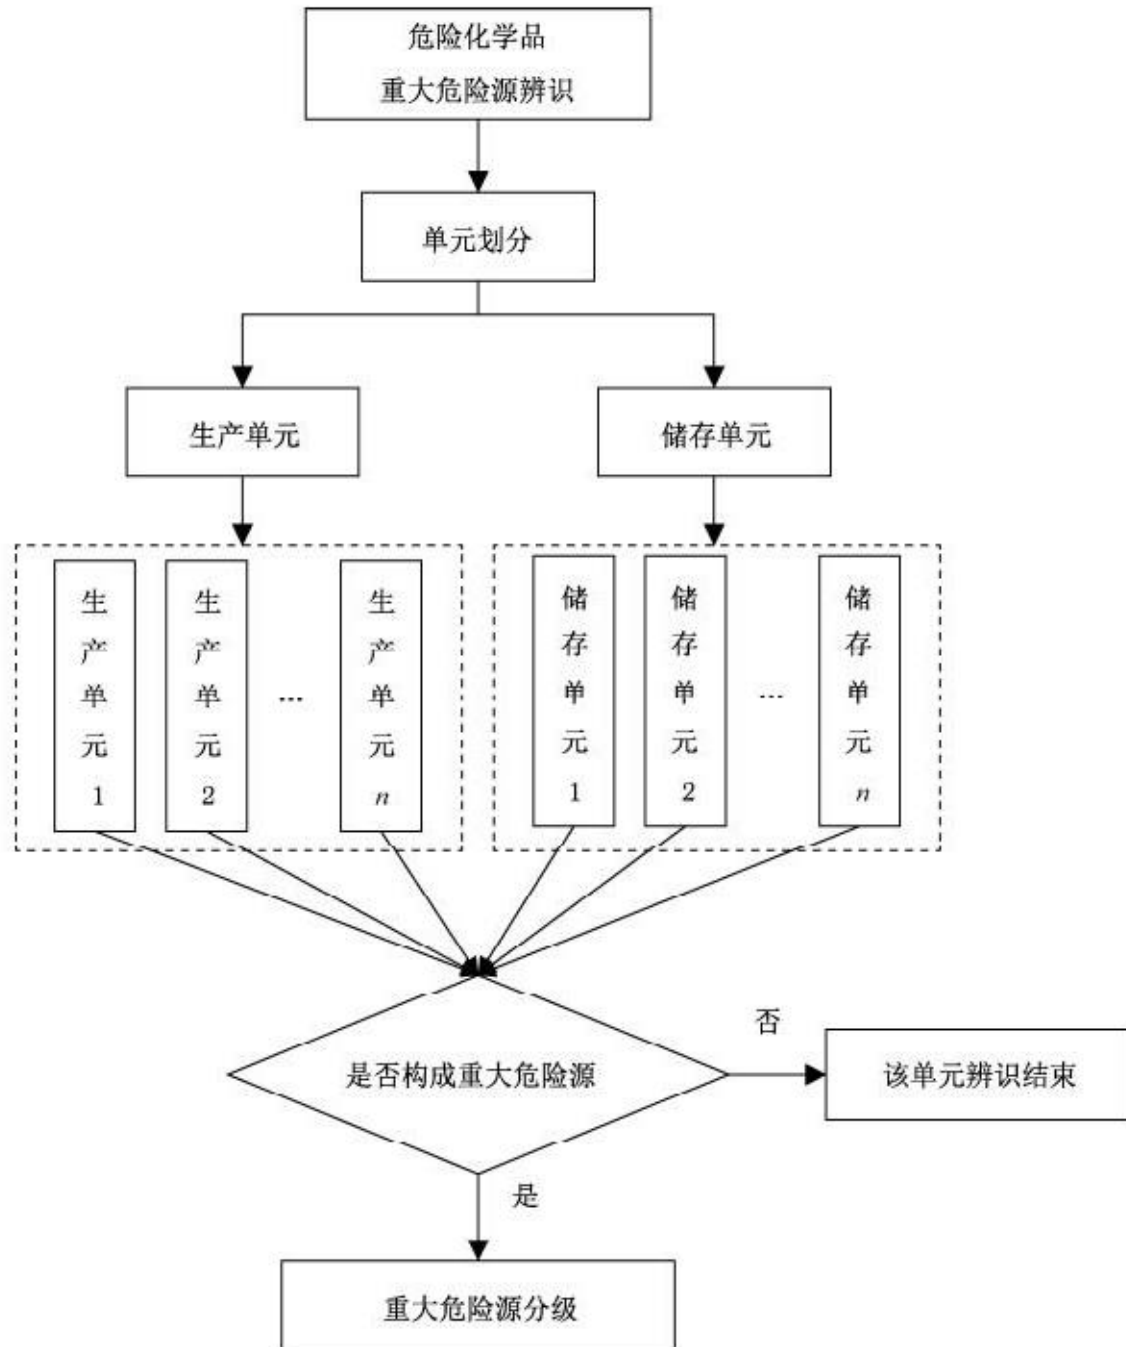 危险化学品
重大危险源辨识
单元划分
生产单元
储存单元
生产单元1
生产单元2
…
生产单元n
储存单元1
储存单元2
…
储存单元n
是否构成重大危险源
否
该单元辨识结束
是
重大危险源分级